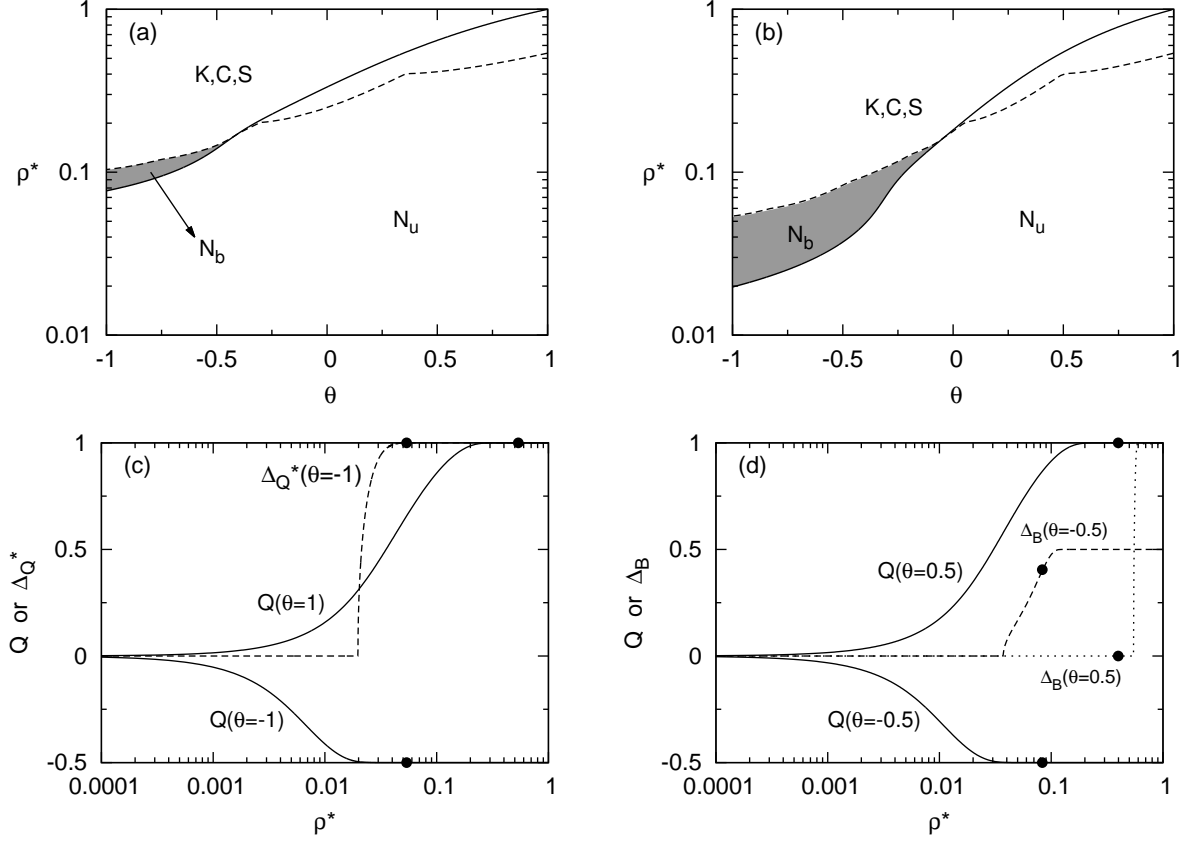 (a)
K,C,S
N_b
N_u
ρ*
1
0.1
0.01
-1
-0.5
0
0.5
1
θ
(b)
K,C,S
N_b
N_u
ρ*
1
0.1
0.01
-1
-0.5
0
0.5
1
θ
(c)
Δ_Q*(θ=-1)
Q(θ=1)
Q(θ=-1)
Q or Δ_Q*
1
0.5
0
-0.5
0.0001
0.001
0.01
0.1
1
ρ*
(d)
Δ_B(θ=-0.5)
Q(θ=0.5)
Δ_B(θ=0.5)
Q(θ=-0.5)
Q or Δ_B
1
0.5
0
-0.5
0.0001
0.001
0.01
0.1
1
ρ*